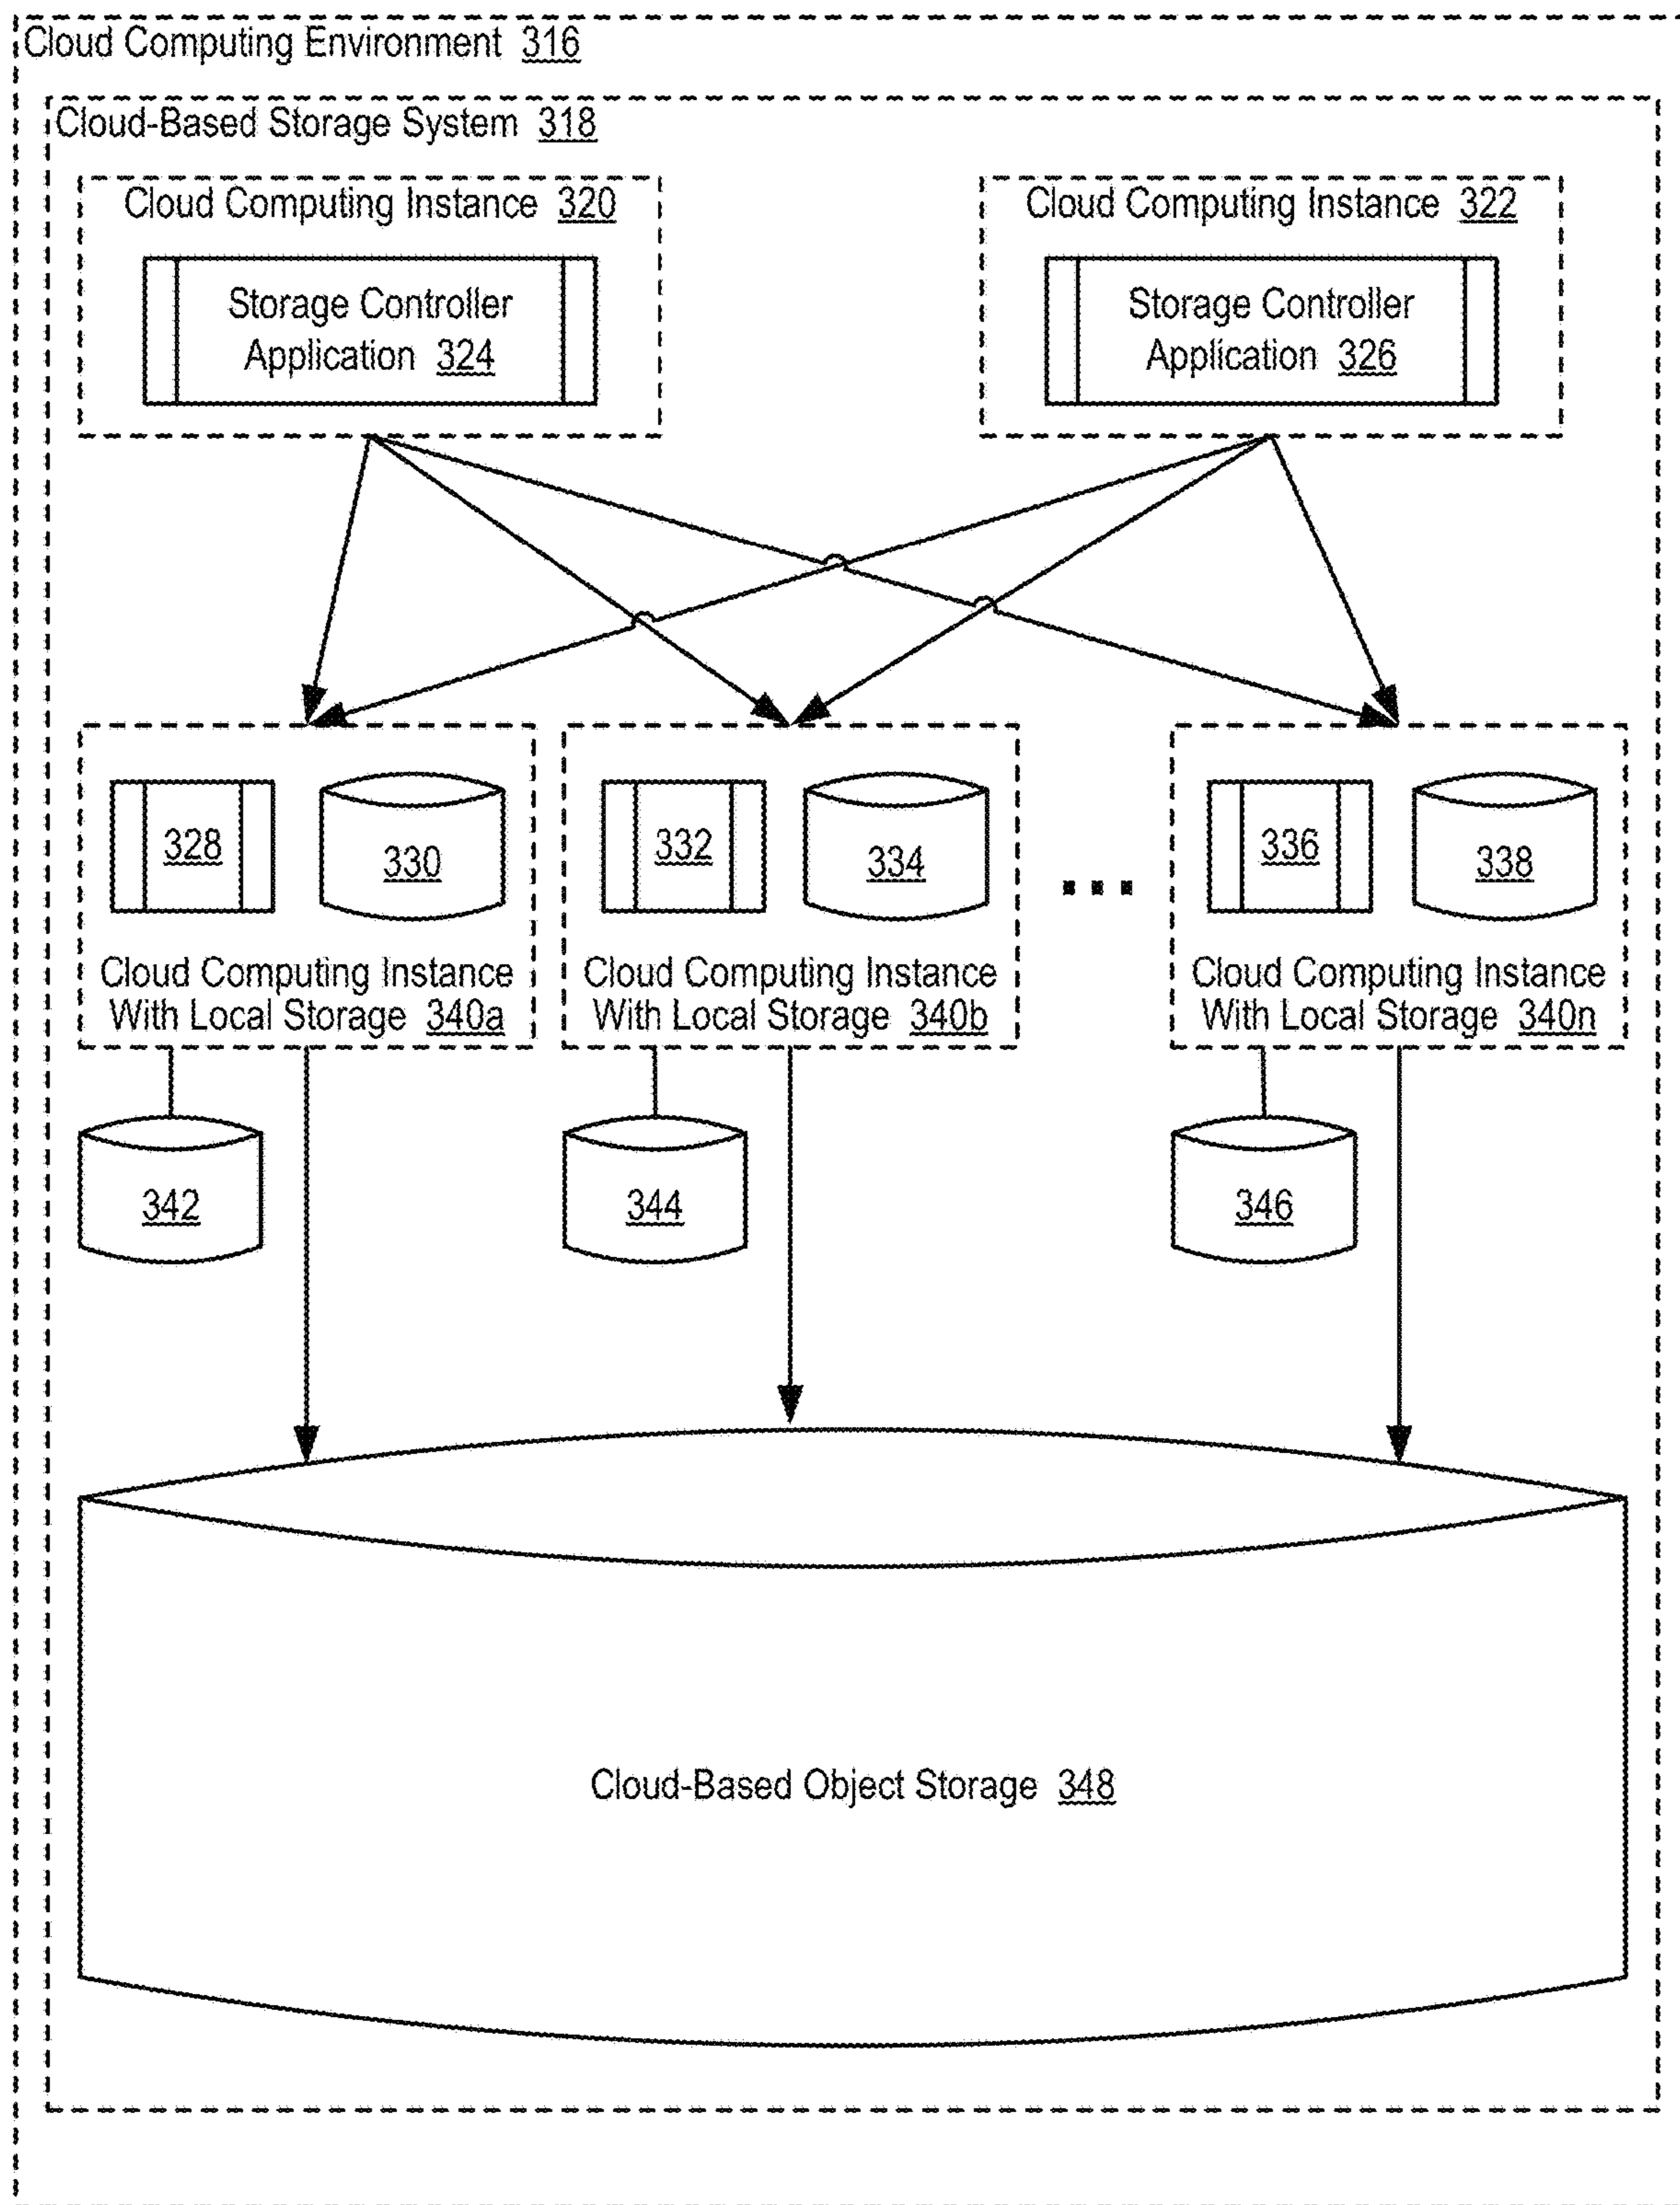 Cloud Computing Environment 316
Cloud-Based Storage System 318
Cloud Computing Instance 320
Storage Controller
Application 324
Cloud Computing Instance 322
Storage Controller
Application 326
328
330
Cloud Computing Instance
With Local Storage 340a
332
334
Cloud Computing Instance
With Local Storage 340b
...
336
338
Cloud Computing Instance
With Local Storage 340n
342
344
346
Cloud-Based Object Storage 348